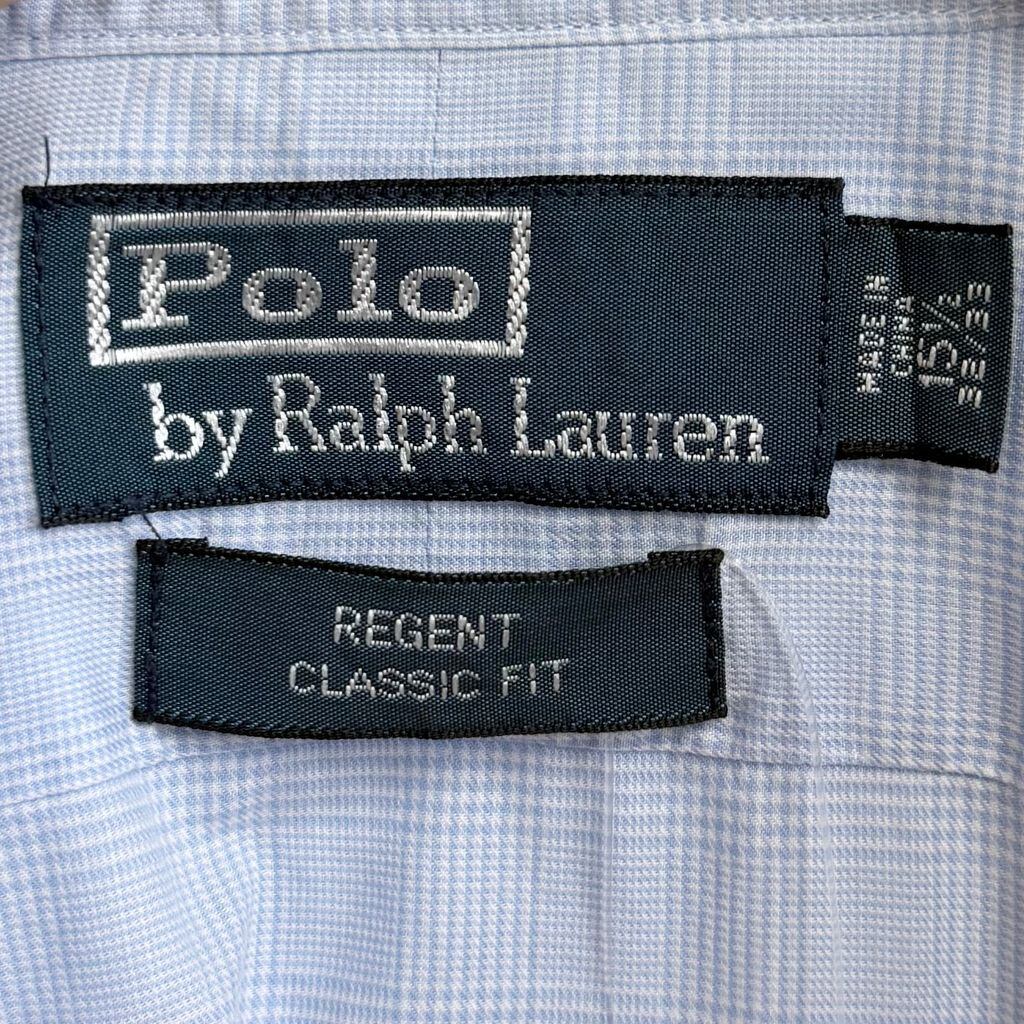 Polo
by Ralph Lauren
MADE IN
CHINA
15½
32/33
REGENT
CLASSIC FIT